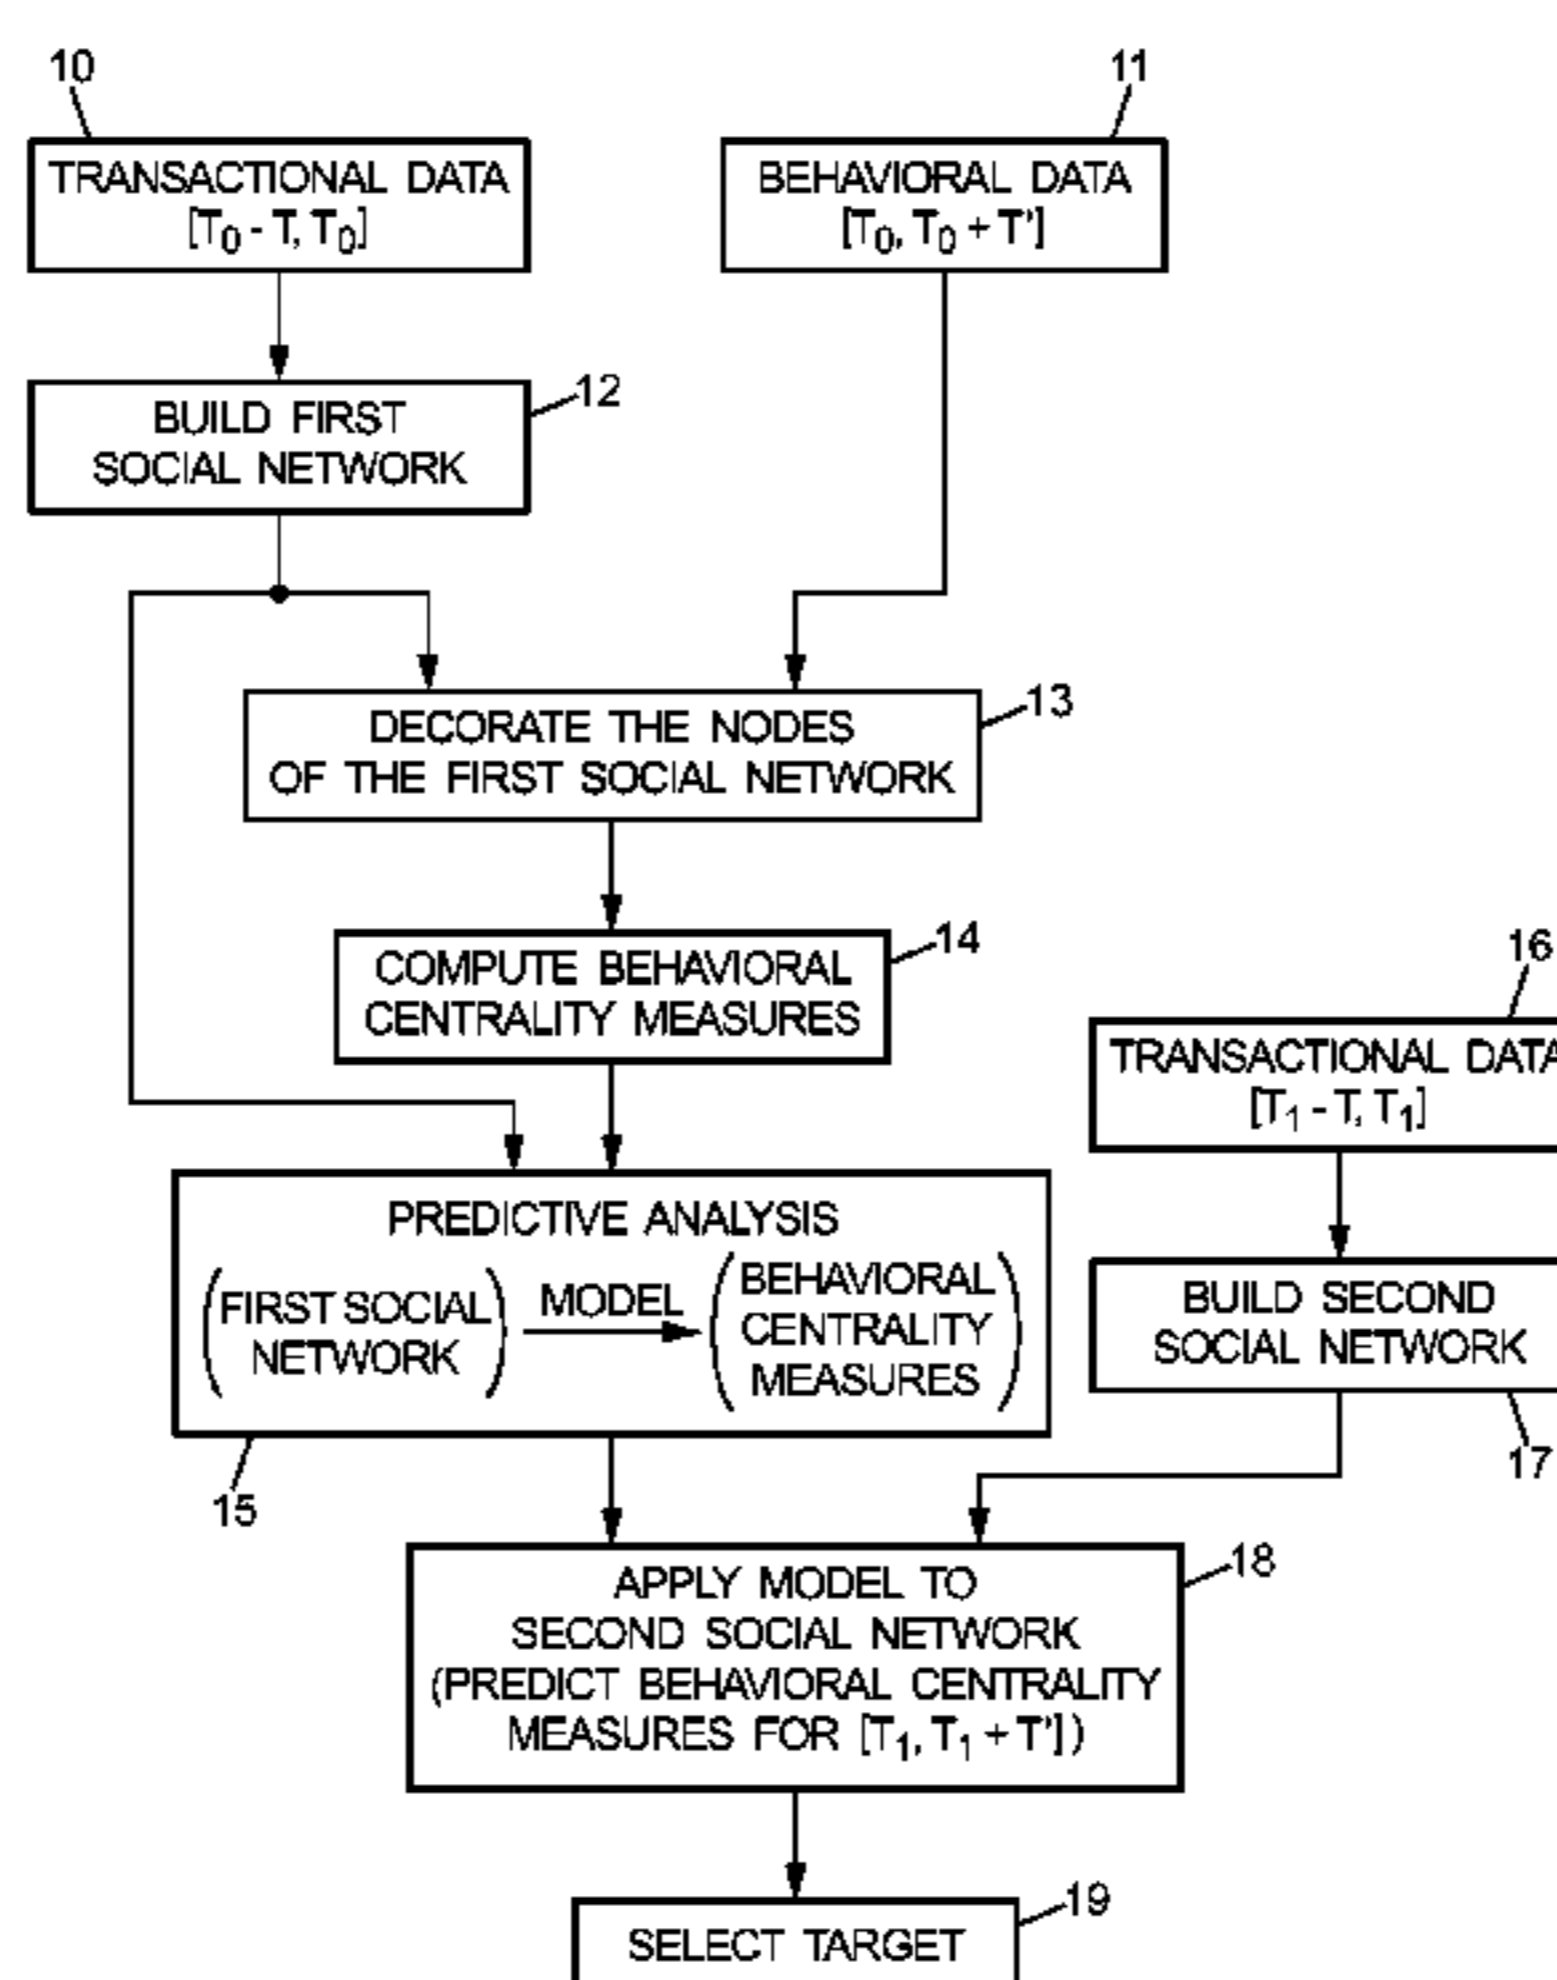 10
TRANSACTIONAL DATA
[T₀ - T, T₀]
11
BEHAVIORAL DATA
[T₀, T₀ + T']
12
BUILD FIRST
SOCIAL NETWORK
13
DECORATE THE NODES
OF THE FIRST SOCIAL NETWORK
14
COMPUTE BEHAVIORAL
CENTRALITY MEASURES
16
TRANSACTIONAL DATA
[T₁ - T, T₁]
PREDICTIVE ANALYSIS
(FIRST SOCIAL
NETWORK)
MODEL
(BEHAVIORAL
CENTRALITY
MEASURES)
15
BUILD SECOND
SOCIAL NETWORK
17
18
APPLY MODEL TO
SECOND SOCIAL NETWORK
(PREDICT BEHAVIORAL CENTRALITY
MEASURES FOR [T₁, T₁ + T'])
19
SELECT TARGET